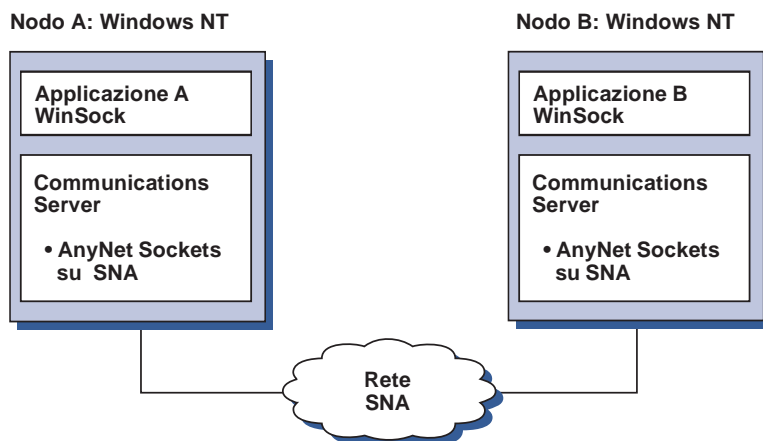 Nodo A: Windows NT
Applicazione A
WinSock
Communications
Server
• AnyNet Sockets
su SNA
Nodo B: Windows NT
Applicazione B
WinSock
Communications
Server
• AnyNet Sockets
su SNA
Rete
SNA